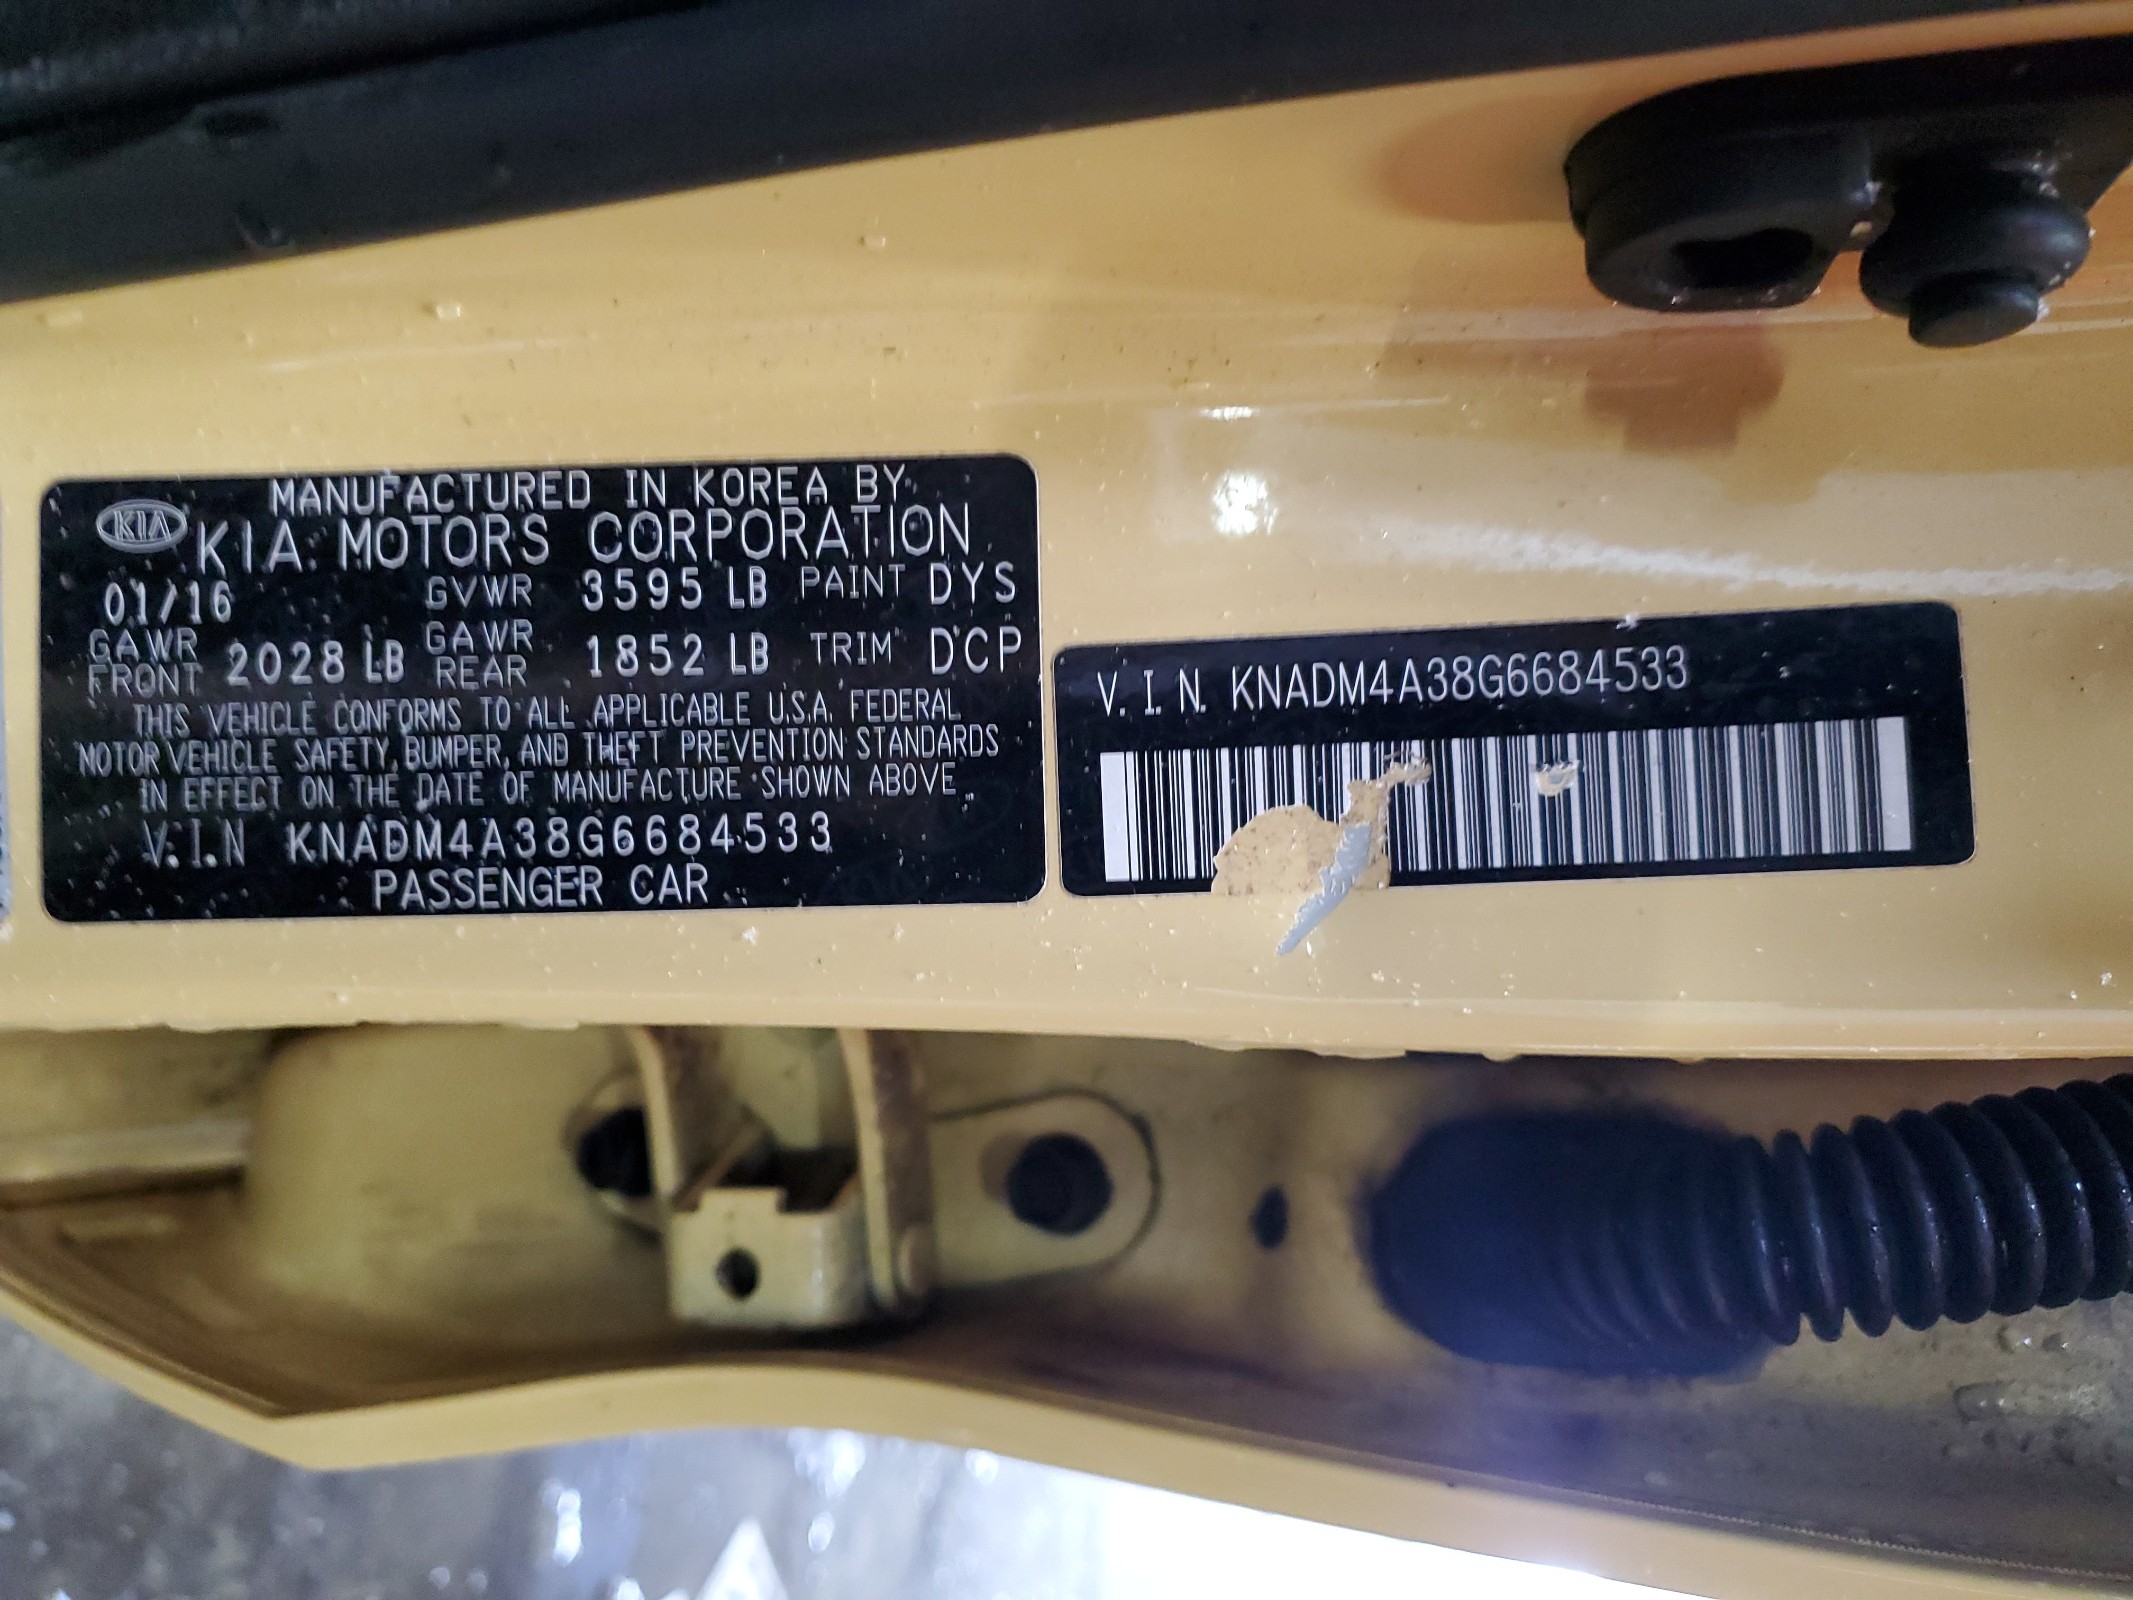 MANUFACTURED IN KOREA BY
KIA
KIA MOTORS CORPORATION
01/16 GVWR 3595 LB PAINT DYS
GAWR FRONT 2028 LB GAWR REAR 1852 LB TRIM DCP
THIS VEHICLE CONFORMS TO ALL APPLICABLE U.S.A. FEDERAL
MOTOR VEHICLE SAFETY, BUMPER, AND THEFT PREVENTION STANDARDS
IN EFFECT ON THE DATE OF MANUFACTURE SHOWN ABOVE
V.I.N KNADM4A38G6684533
PASSENGER CAR
V.I.N. KNADM4A38G6684533